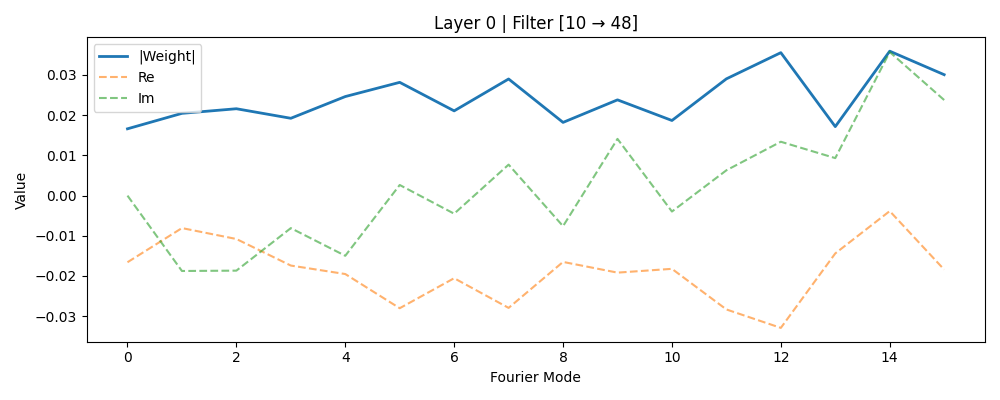 Layer 0 | Filter [10 → 48]
|Weight|
Re
Im
Value
0.03
0.02
0.01
0.00
−0.01
−0.02
−0.03
0 2 4 6 8 10 12 14
Fourier Mode